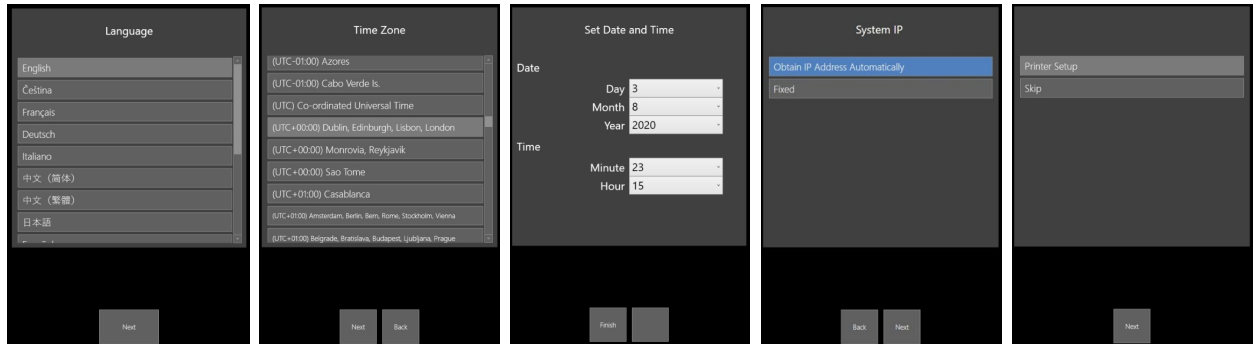 Language
English
Čeština
Français
Deutsch
Italiano
中文（简体）
中文（繁體）
日本語
Next
Time Zone
(UTC-01:00) Azores
(UTC-01:00) Cabo Verde Is.
(UTC) Co-ordinated Universal Time
(UTC+00:00) Dublin, Edinburgh, Lisbon, London
(UTC+00:00) Monrovia, Reykjavik
(UTC+00:00) Sao Tome
(UTC+01:00) Casablanca
(UTC+01:00) Amsterdam, Berlin, Bern, Rome, Stockholm, Vienna
(UTC+01:00) Belgrade, Bratislava, Budapest, Ljubljana, Prague
Next Back
Set Date and Time
Date
Day 3
Month 8
Year 2020
Time
Minute 23
Hour 15
Finish
System IP
Obtain IP Address Automatically
Fixed
Back Next
Printer Setup
Skip
Next